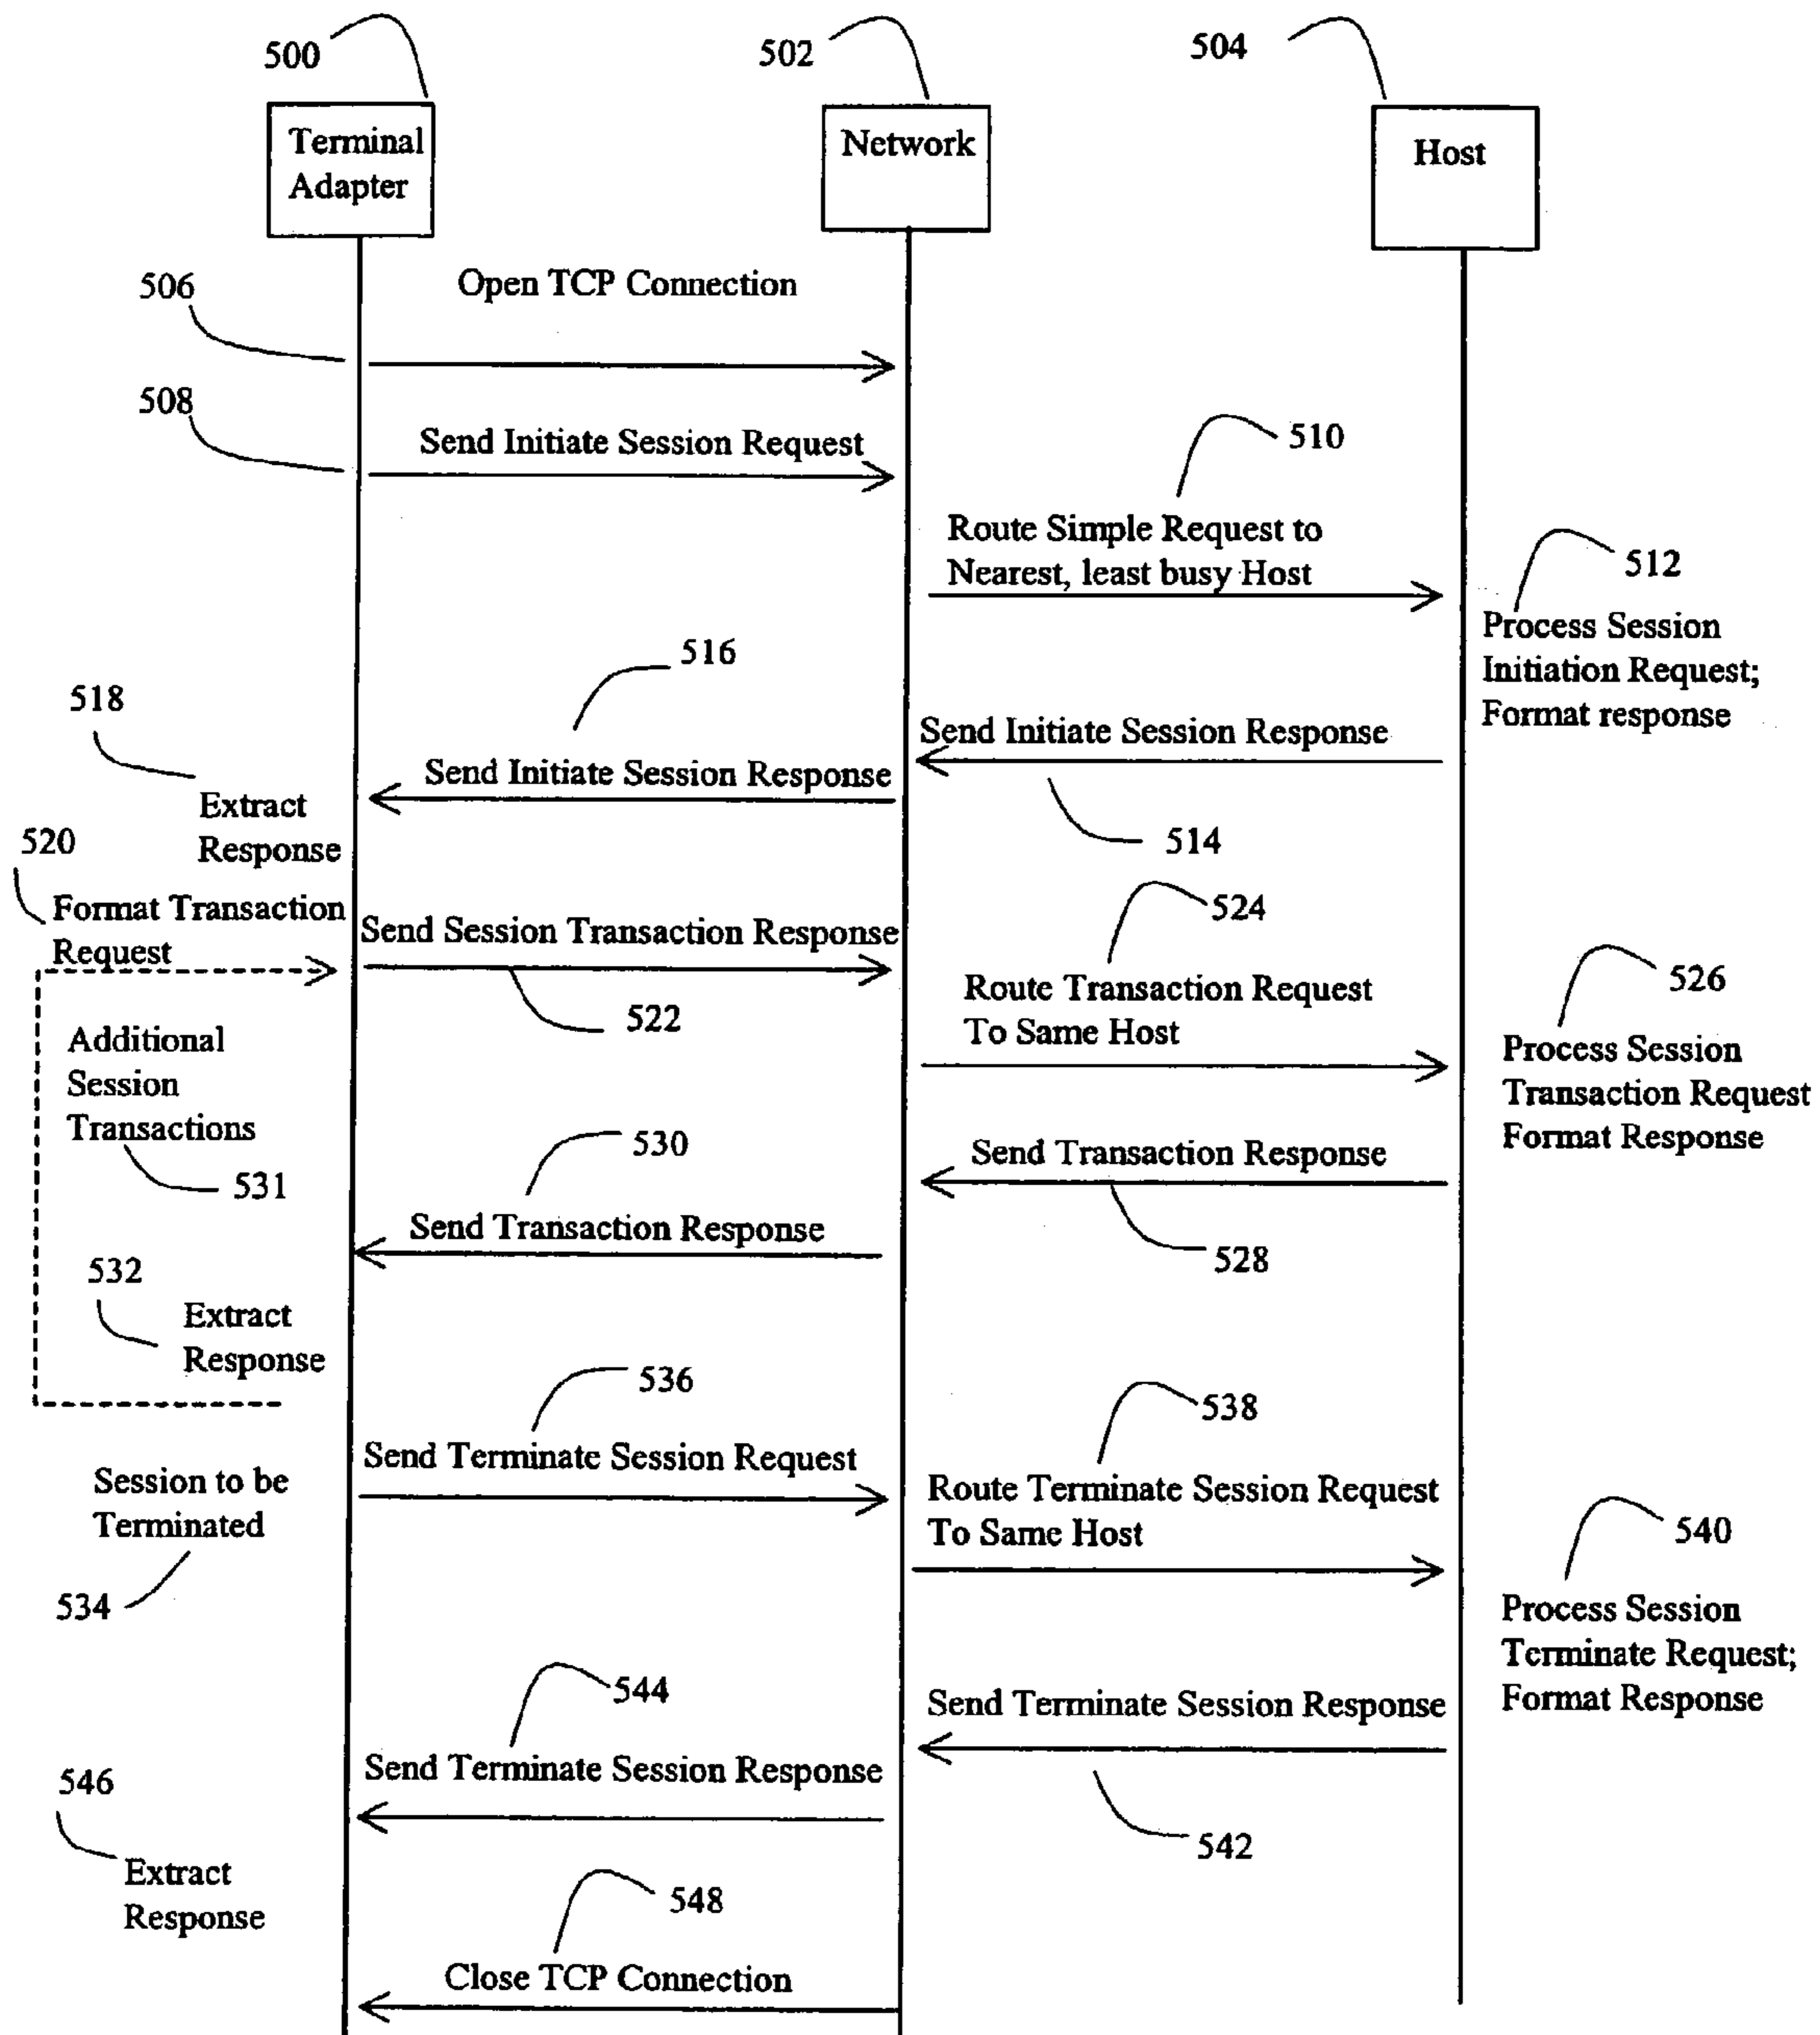 500
502
504
Terminal
Adapter
Network
Host
506
Open TCP Connection
508
Send Initiate Session Request
510
Route Simple Request to
Nearest, least busy Host
512
Process Session
Initiation Request;
Format response
516
518
Send Initiate Session Response
Send Initiate Session Response
Extract
Response
514
520
Format Transaction
Request
Send Session Transaction Response
524
522
Route Transaction Request
To Same Host
526
Process Session
Transaction Request
Format Response
Additional
Session
Transactions
531
530
Send Transaction Response
Send Transaction Response
528
532
Extract
Response
536
538
Send Terminate Session Request
Session to be
Terminated
534
Route Terminate Session Request
To Same Host
540
Process Session
Terminate Request;
Format Response
544
Send Terminate Session Response
Send Terminate Session Response
542
546
Extract
Response
548
Close TCP Connection